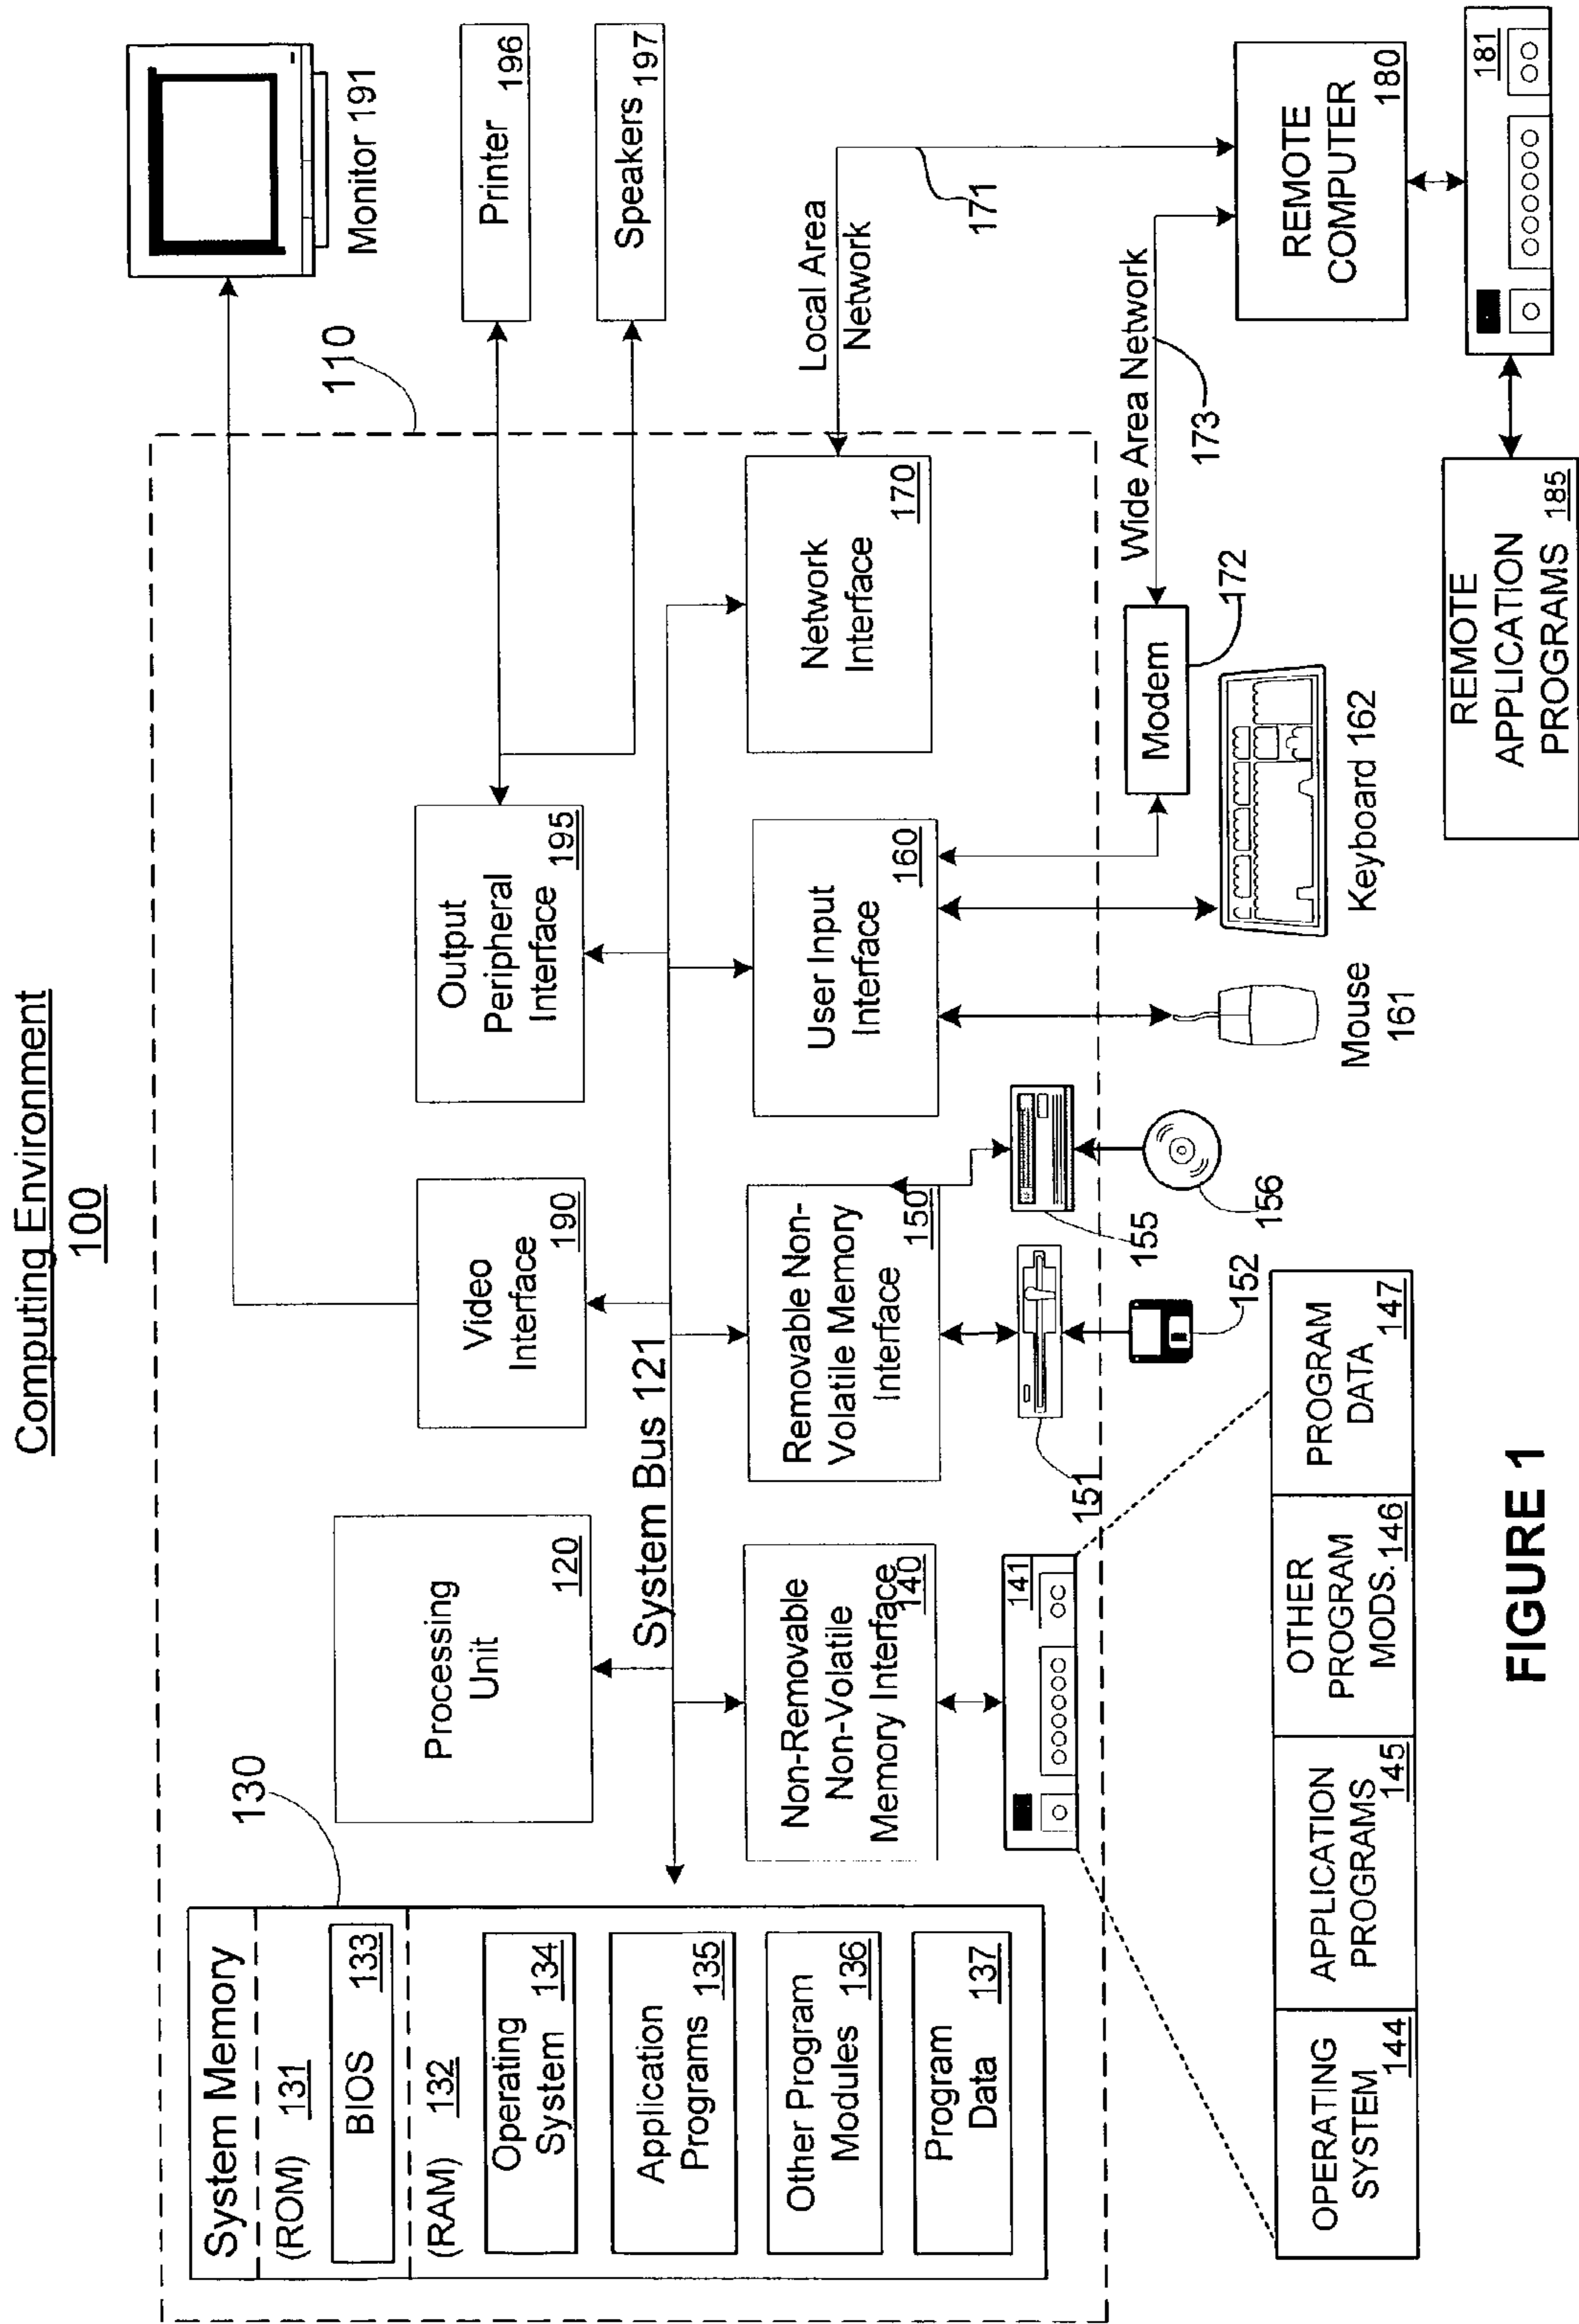 Computing Environment
100
System Memory
(ROM) 131
BIOS 133
(RAM) 132
Operating
System 134
Application
Programs 135
Other Program
Modules 136
Program
Data 137
130
Processing
Unit
120
Video
Interface
190
Output
Peripheral
Interface 195
110
Monitor 191
Printer
196
Speakers
197
System Bus 121
Non-Removable
Non-Volatile
Memory Interface
140
Removable Non-
Volatile Memory
150
Interface
User Input
Interface
160
Network
Interface
170
Local Area
Network
171
141
151
155
152
156
Mouse
161
Keyboard 162
Modem
172
Wide Area Network
173
REMOTE
COMPUTER
180
181
REMOTE
APPLICATION
PROGRAMS 185
OPERATING
SYSTEM
144
APPLICATION
PROGRAMS
145
OTHER
PROGRAM
MODS. 146
PROGRAM
DATA
147
FIGURE 1